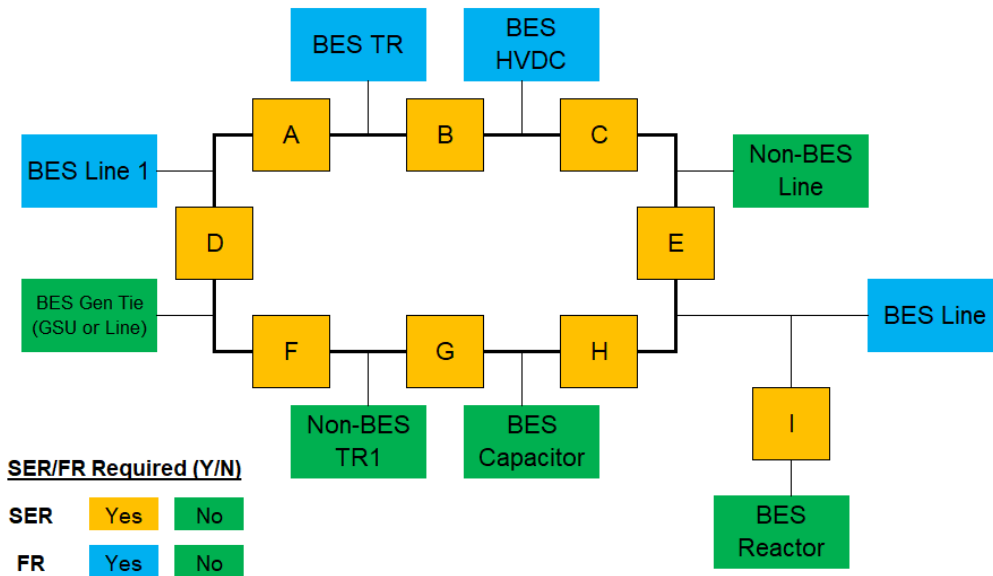 BES TR
BES
HVDC
A
B
C
BES Line 1
Non-BES
Line
D
E
BES Gen Tie
(GSU or Line)
BES Line
F
G
H
I
Non-BES
TR1
BES
Capacitor
BES
Reactor
SER/FR Required (Y/N)
SER Yes No
FR Yes No